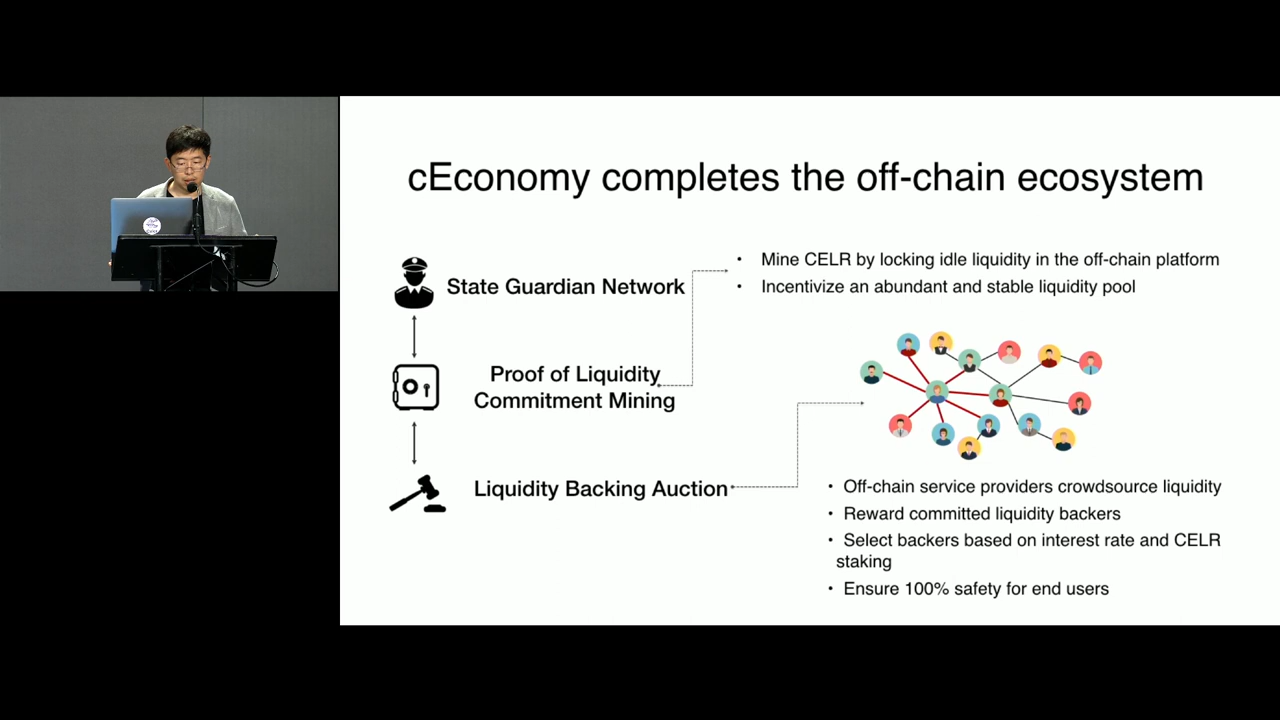 cEconomy completes the off-chain ecosystem
State Guardian Network
• Mine CELR by locking idle liquidity in the off-chain platform
• Incentivize an abundant and stable liquidity pool
Proof of Liquidity
Commitment Mining
Liquidity Backing Auction
• Off-chain service providers crowdsource liquidity
• Reward committed liquidity backers
• Select backers based on interest rate and CELR
staking
• Ensure 100% safety for end users